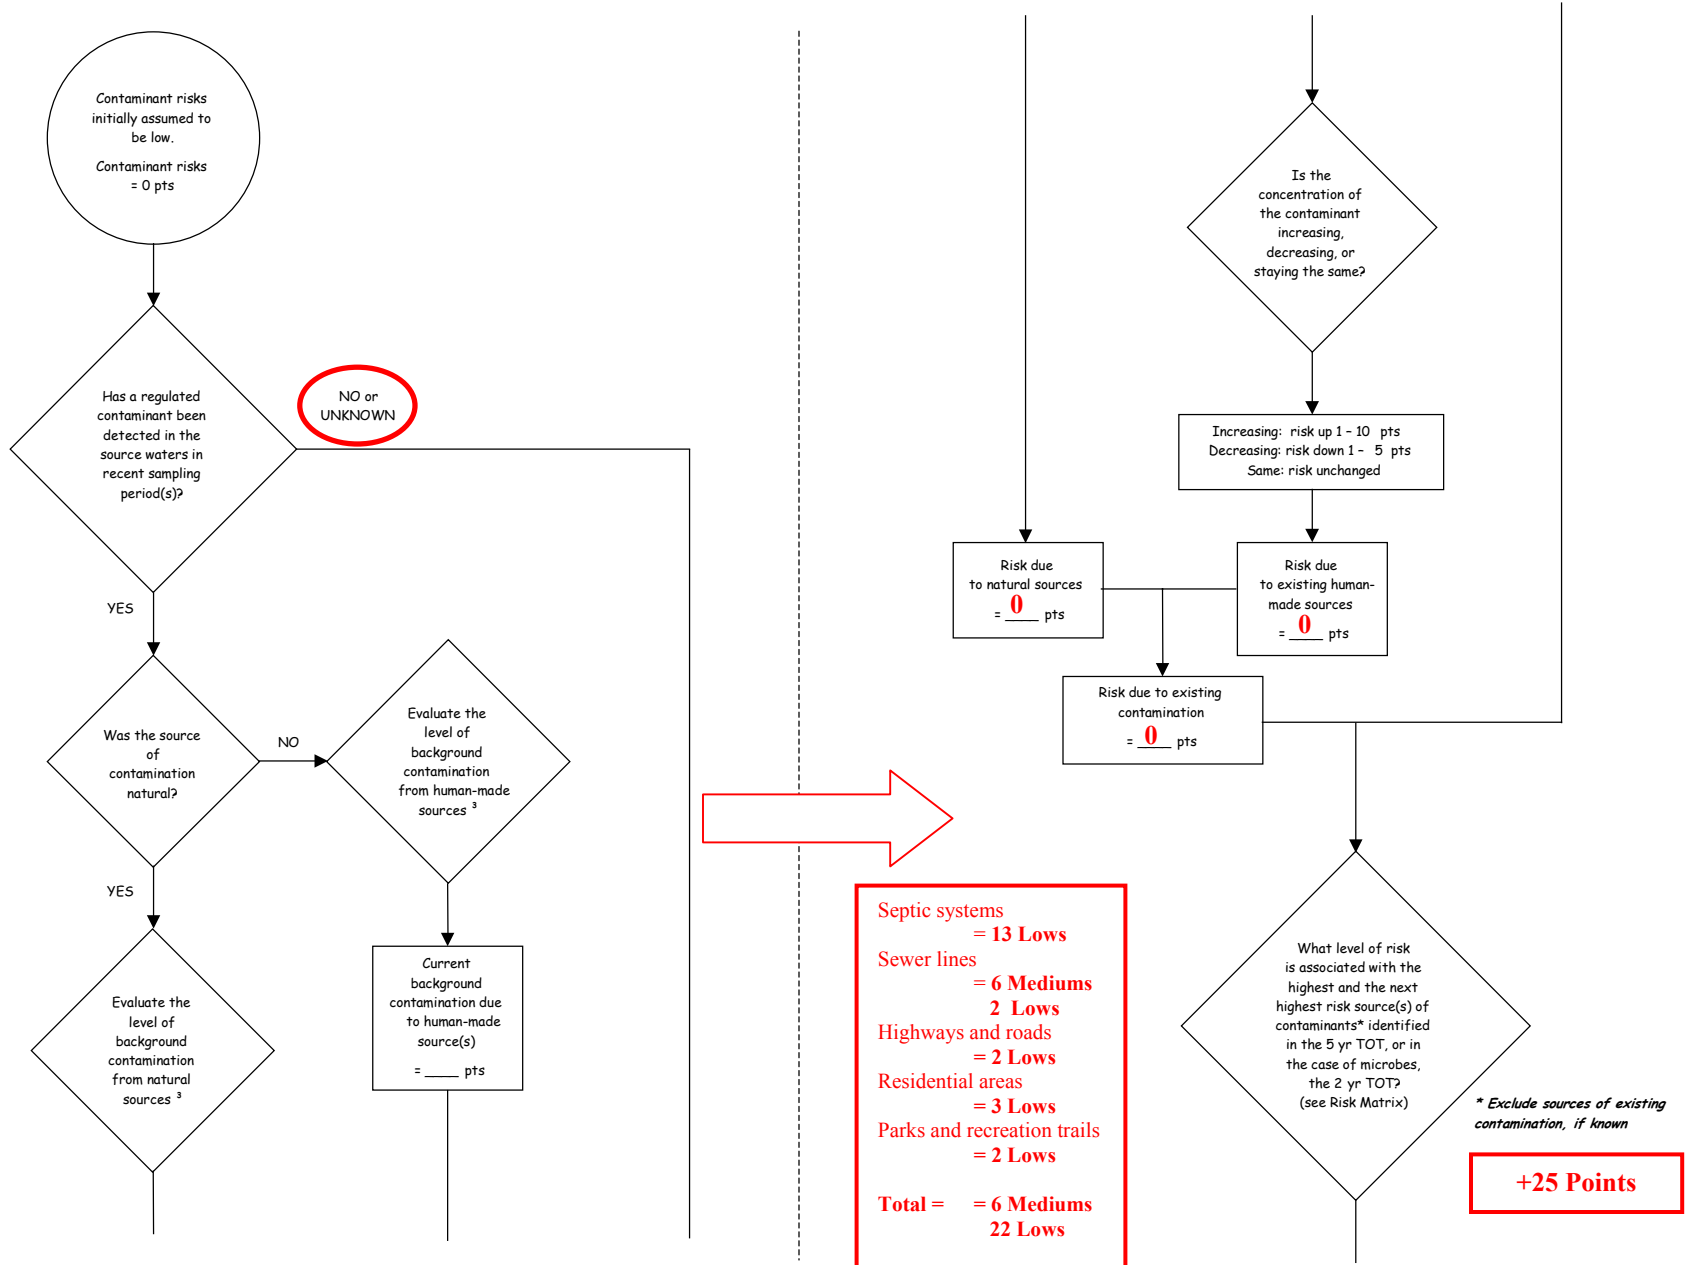 Contaminant risks
initially assumed to
be low.
Contaminant risks
= 0 pts
Has a regulated
contaminant been
detected in the
source waters in
recent sampling
period(s)?
NO or
UNKNOWN
YES
Was the source
of
contamination
natural?
NO
Evaluate the
level of
background
contamination
from human-made
sources ³
YES
Evaluate the
level of
background
contamination
from natural
sources ³
Current
background
contamination due
to human-made
source(s)
= ____ pts
Is the
concentration of
the contaminant
increasing,
decreasing, or
staying the same?
Increasing: risk up 1 – 10 pts
Decreasing: risk down 1 – 5 pts
Same: risk unchanged
Risk due
to natural sources
= 0 pts
Risk due
to existing human-
made sources
= 0 pts
Risk due to existing
contamination
= 0 pts
Septic systems
= 13 Lows
Sewer lines
= 6 Mediums
2 Lows
Highways and roads
= 2 Lows
Residential areas
= 3 Lows
Parks and recreation trails
= 2 Lows
Total = = 6 Mediums
22 Lows
What level of risk
is associated with the
highest and the next
highest risk source(s) of
contaminants* identified
in the 5 yr TOT, or in
the case of microbes,
the 2 yr TOT?
(see Risk Matrix)
* Exclude sources of existing
contamination, if known
+25 Points